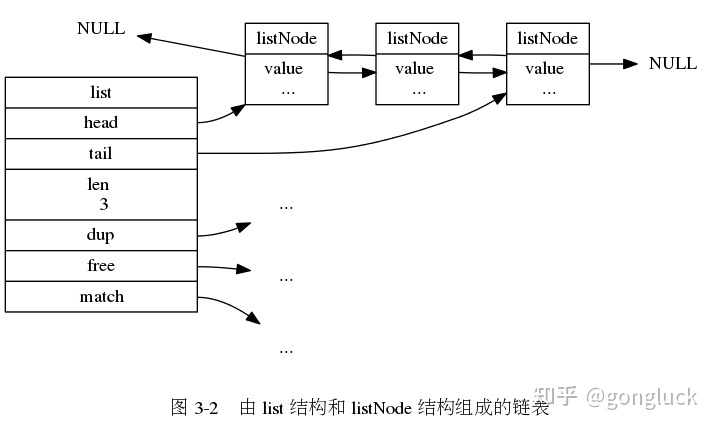 NULL
listNode
value
...
listNode
value
...
listNode
value
...
NULL
list
head
tail
len
3
dup
free
match
...
...
...
图 3-2 由 list 结构和 listNode 结构组成的链表
知乎 @gongluck